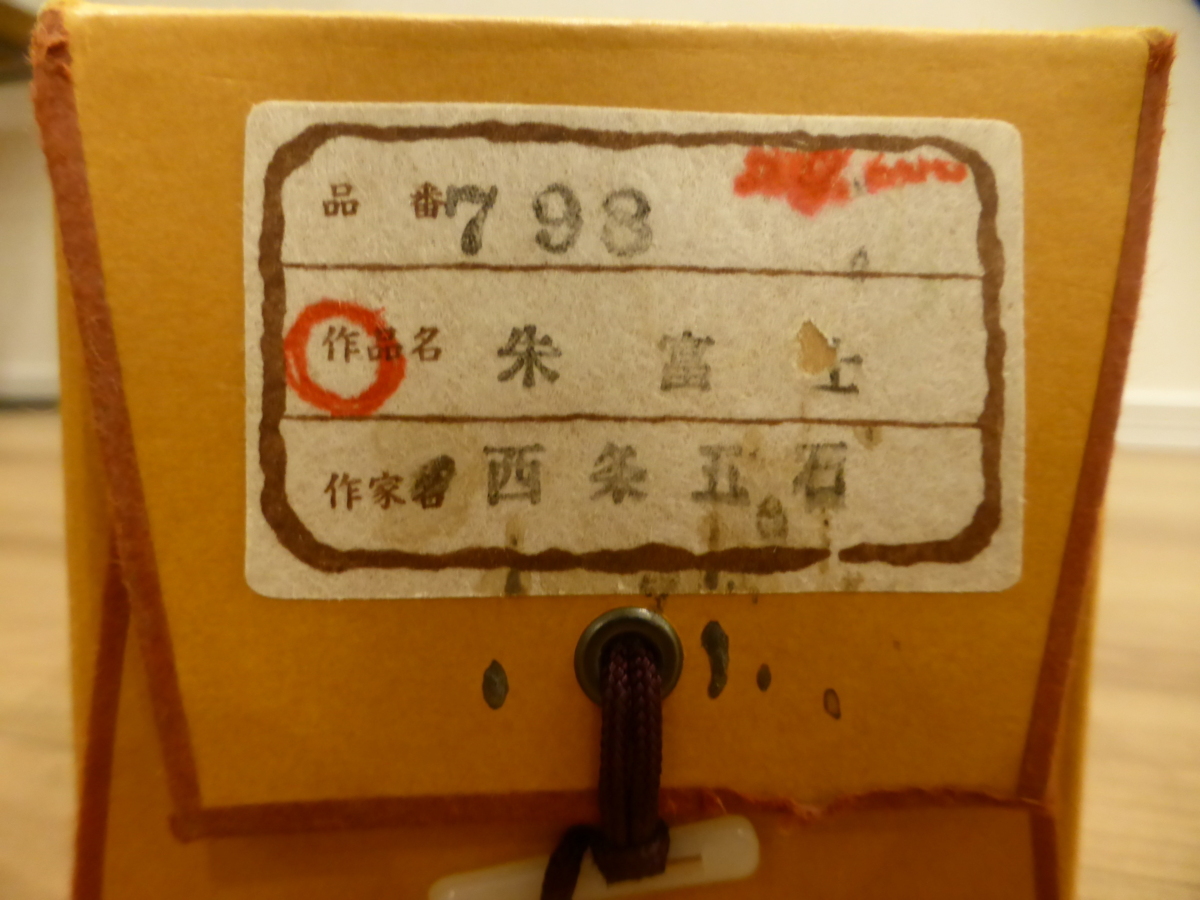 品番 798
作品名 朱富士
作家名 西条五石